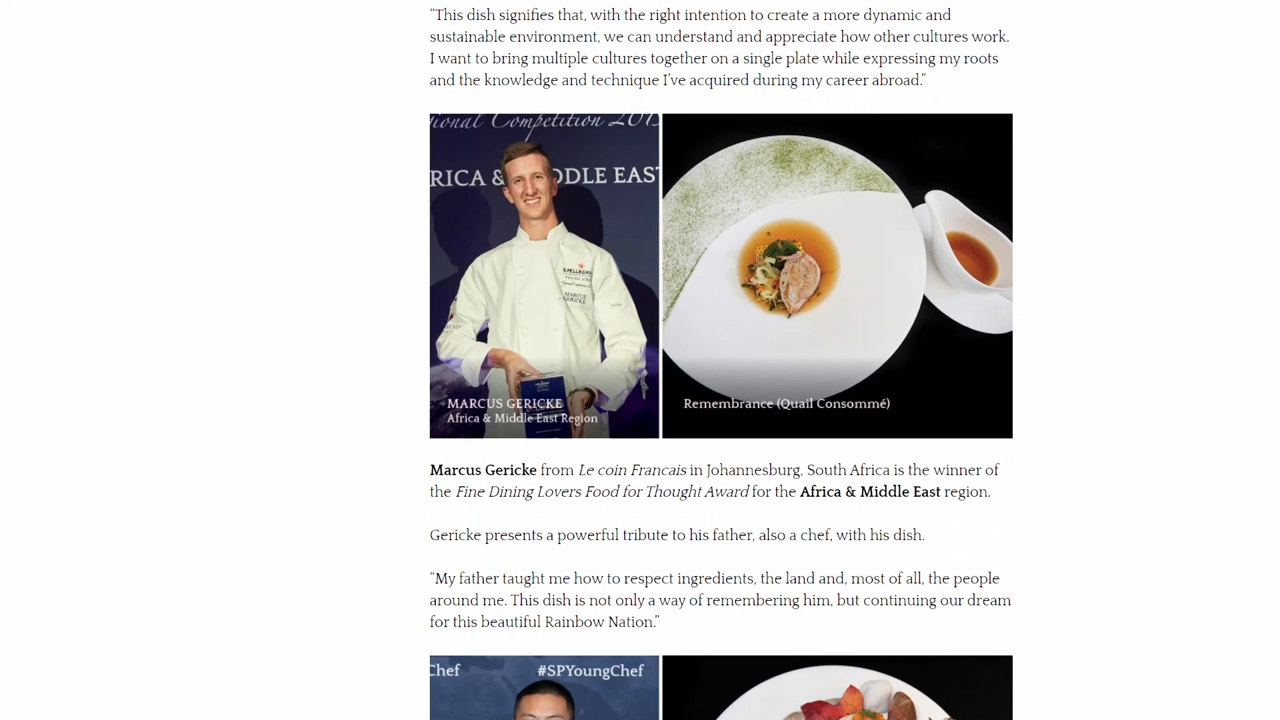 “This dish signifies that, with the right intention to create a more dynamic and
sustainable environment, we can understand and appreciate how other cultures work.
I want to bring multiple cultures together on a single plate while expressing my roots
and the knowledge and technique I’ve acquired during my career abroad.”
ional Competition 201
RICA & DDLE EAST
S.PELLEGRI
YOUNG CHEF
MARCUS
GERICKE
MARCUS GERICKE
Africa & Middle East Region
Remembrance (Quail Consommé)
Marcus Gericke from Le coin Francais in Johannesburg, South Africa is the winner of
the Fine Dining Lovers Food for Thought Award for the Africa & Middle East region.
Gericke presents a powerful tribute to his father, also a chef, with his dish.
“My father taught me how to respect ingredients, the land and, most of all, the people
around me. This dish is not only a way of remembering him, but continuing our dream
for this beautiful Rainbow Nation.”
Chef #SPYoungChef